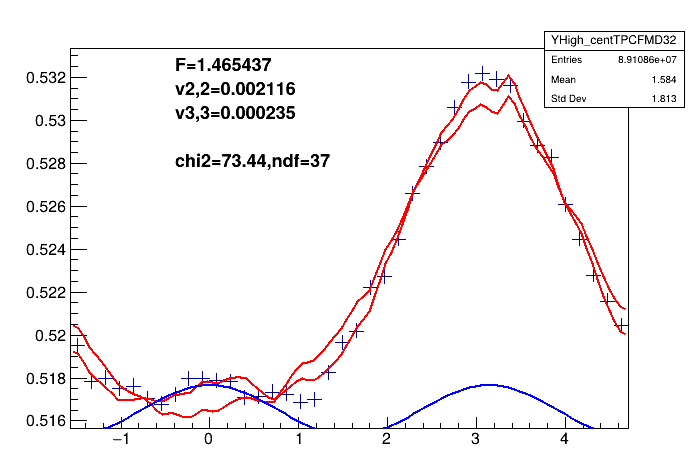 YHigh_centTPCFMD32
Entries 8.91086e+07
Mean 1.584
Std Dev 1.813
F=1.465437
v2,2=0.002116
v3,3=0.000235
chi2=73.44,ndf=37
0.532
0.53
0.528
0.526
0.524
0.522
0.52
0.518
0.516
−1 0 1 2 3 4